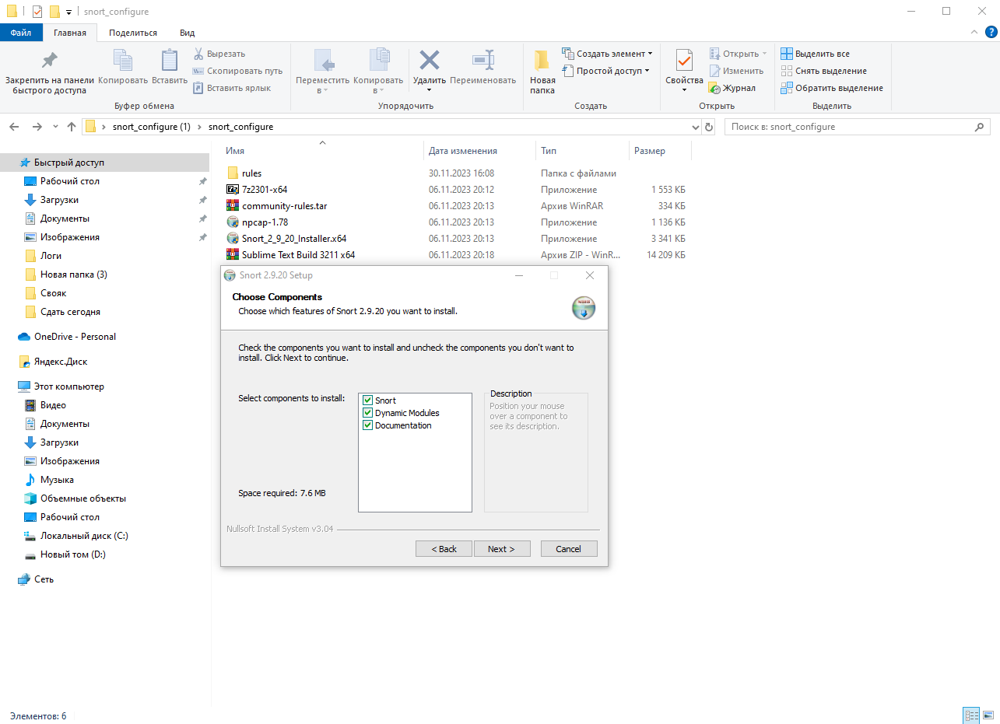 snort_configure
Файл
Главная
Поделиться
Вид
Закрепить на панели
быстрого доступа
Копировать
Вставить
Вырезать
Скопировать путь
Вставить ярлык
Буфер обмена
Переместить
в
Копировать
в
Удалить
Переименовать
Упорядочить
Новая
папка
Создать элемент
Простой доступ
Создать
Свойства
Открыть
Изменить
Журнал
Открыть
Выделить все
Снять выделение
Обратить выделение
Выделить
snort_configure (1) > snort_configure
Поиск в: snort_configure
Быстрый доступ
Рабочий стол
Загрузки
Документы
Изображения
Логи
Новая папка (3)
Свояк
Сдать сегодня
OneDrive - Personal
Яндекс.Диск
Этот компьютер
Видео
Документы
Загрузки
Изображения
Музыка
Объемные объекты
Рабочий стол
Локальный диск (C:)
Новый том (D:)
Сеть
Имя Дата изменения Тип Размер
rules 30.11.2023 16:08 Папка с файлами
7z2301-x64 06.11.2023 20:12 Приложение 1 553 КБ
community-rules.tar 06.11.2023 20:13 Архив WinRAR 334 КБ
npcap-1.78 06.11.2023 20:13 Приложение 1 136 КБ
Snort_2_9_20_Installer.x64 06.11.2023 20:13 Приложение 3 341 КБ
Sublime Text Build 3211 x64 06.11.2023 20:18 Архив ZIP - WinR... 14 209 КБ
Snort 2.9.20 Setup
Choose Components
Choose which features of Snort 2.9.20 you want to install.
Check the components you want to install and uncheck the components you don't want to
install. Click Next to continue.
Select components to install:
Snort
Dynamic Modules
Documentation
Description
Position your mouse
over a component to
see its description.
Space required: 7.6 MB
Nullsoft Install System v3.04
< Back
Next >
Cancel
Элементов: 6